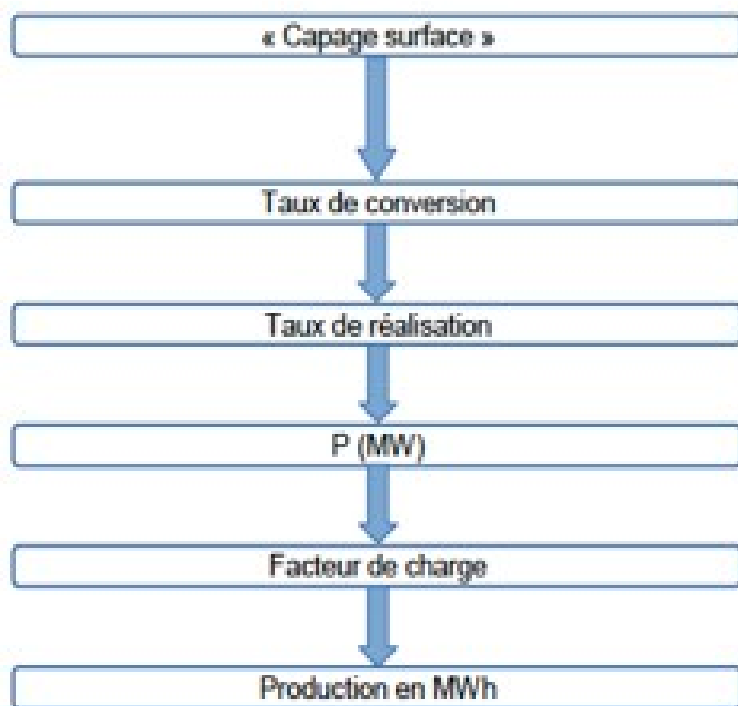 « Capage surface »
Taux de conversion
Taux de réalisation
P (MW)
Facteur de charge
Production en MWh